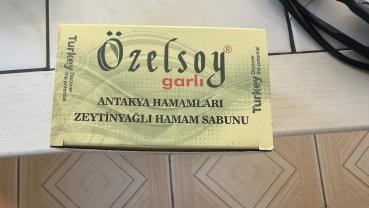 Özelsoy®
garlı
ANTAKYA HAMAMLARI
ZEYTİNYAĞLI HAMAM SABUNU
Turkey
Discover
the potential
Turkey
Discover
the potential